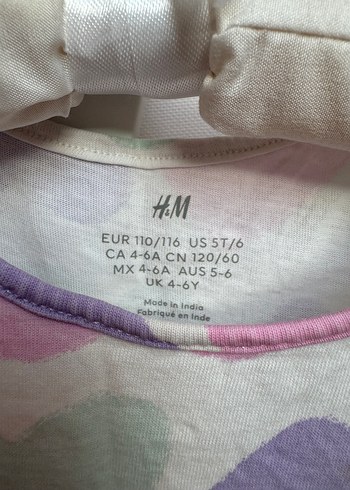 H&M
EUR 110/116 US 5T/6
CA 4-6A CN 120/60
MX 4-6A AUS 5-6
UK 4-6Y
Made in India
Fabriqué en Inde